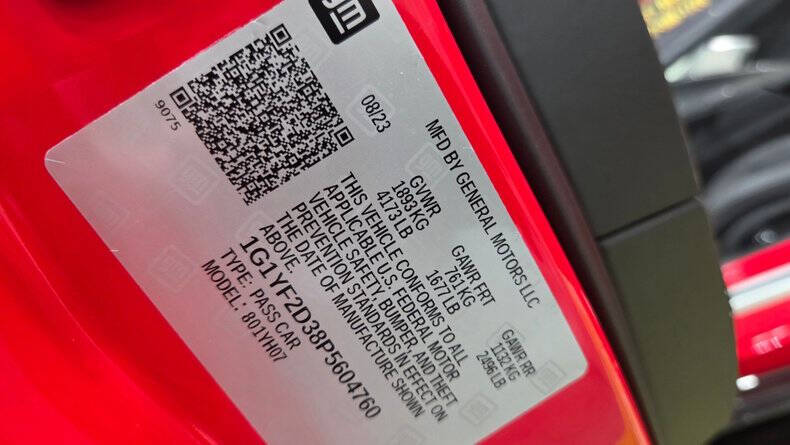 GM
MFD BY GENERAL MOTORS LLC
08/23
GVWR
1893 KG
4173 LB
GAWR FRT
761 KG
1677 LB
GAWR RR
1132 KG
2496 LB
THIS VEHICLE CONFORMS TO ALL
APPLICABLE U.S. FEDERAL MOTOR
VEHICLE SAFETY, BUMPER, AND THEFT
PREVENTION STANDARDS IN EFFECT ON
THE DATE OF MANUFACTURE SHOWN
ABOVE.
1G1YF2D38P5604760
TYPE: PASS CAR
MODEL: 801YH07
9075